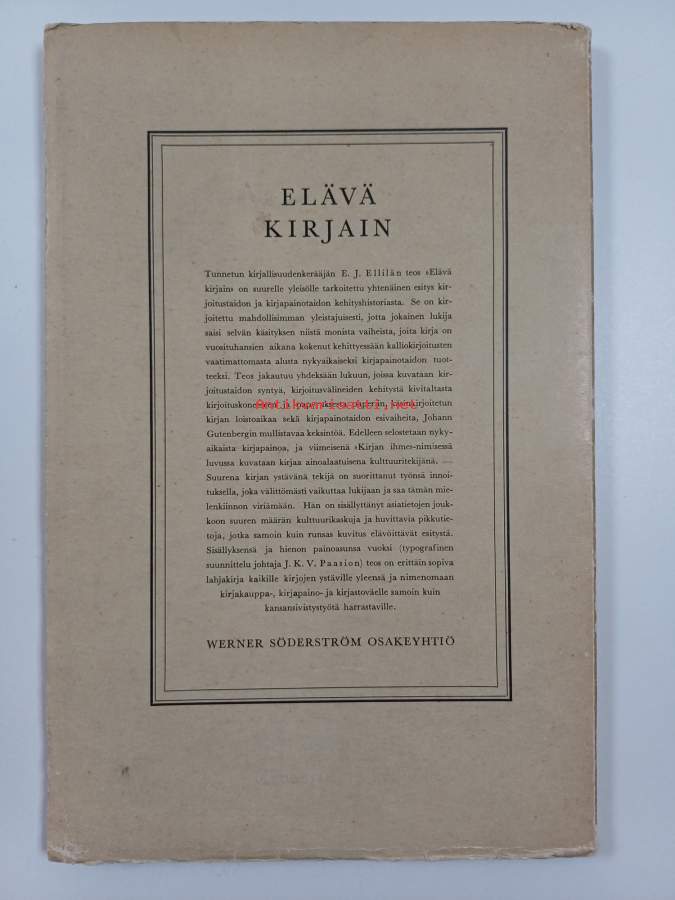 ELÄVÄ
KIRJAIN
Tunnetun kirjallisuudenkerääjän E. J. Ellilän teos »Elävä
kirjain» on suurelle yleisölle tarkoitettu yhtenäinen esitys kir-
joitustaidon ja kirjapainotaidon kehityshistoriasta. Se on kir-
joitettu mahdollisimman yleistajuisesti, jotta jokainen lukija
saisi selvän käsityksen niistä monista vaiheista, joita kirja on
vuosituhansien aikana kokenut kehittyessään kalliokirjoitusten
vaatimattomasta alusta nykyaikaiseksi kirjapainotaidon tuot-
teeksi. Teos jakautuu yhdeksään lukuun, joissa kuvataan kir-
joitustaidon syntyä, kirjoitusvälineiden kehitystä kivitaltasta
kirjoituskoneeseen ja papyruksesta paperiin, käsinkirjoitetun
Antikvariaatti.net
kirjan loistoaikaa sekä kirjapainotaidon esivaiheita, Johann
Gutenbergin mullistavaa keksintöä. Edelleen selostetaan nyky-
aikaista kirjapainoa, ja viimeisenä »Kirjan ihme»-nimisessä
luvussa kuvataan kirjaa ainoalaatuisena kulttuuritekijänä. —
Suurena kirjan ystävänä tekijä on suorittanut työnsä innoi-
tuksella, joka välittömästi vaikuttaa lukijaan ja saa tämän mie-
lenkiinnon viriämään. Hän on sisällyttänyt asiatietojen jouk-
koon suuren määrän kulttuurikaskuja ja huvittavia pikkutie-
toja, jotka samoin kuin runsas kuvitus elävöittävät esitystä.
Sisällyksensä ja hienon painoasunsa vuoksi (typografinen
suunnittelu johtaja J. K. V. Paasion) teos on erittäin sopiva
lahjakirja kaikille kirjojen ystäville yleensä ja nimenomaan
kirjakauppa-, kirjapaino- ja kirjastoväelle samoin kuin
kansansivistystyötä harrastaville.
WERNER SÖDERSTRÖM OSAKEYHTIÖ